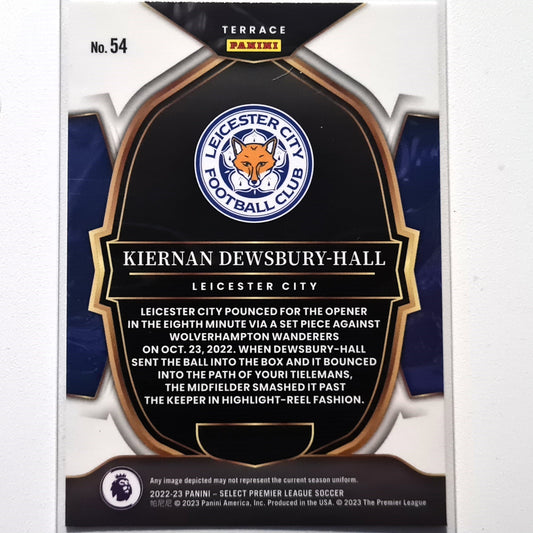 TERRACE
PANINI
No. 54
LEICESTER CITY
FOOTBALL CLUB
KIERNAN DEWSBURY-HALL
LEICESTER CITY
LEICESTER CITY POUNCED FOR THE OPENER
IN THE EIGHTH MINUTE VIA A SET PIECE AGAINST
WOLVERHAMPTON WANDERERS
ON OCT. 23, 2022. WHEN DEWSBURY-HALL
SENT THE BALL INTO THE BOX AND IT BOUNCED
INTO THE PATH OF YOURI TIELEMANS,
THE MIDFIELDER SMASHED IT PAST
THE KEEPER IN HIGHLIGHT-REEL FASHION.
Any image depicted may not represent the current season uniform.
2022-23 PANINI – SELECT PREMIER LEAGUE SOCCER
帕尼尼 © 2023 Panini America, Inc. Produced in the USA. © 2023 The Premier League